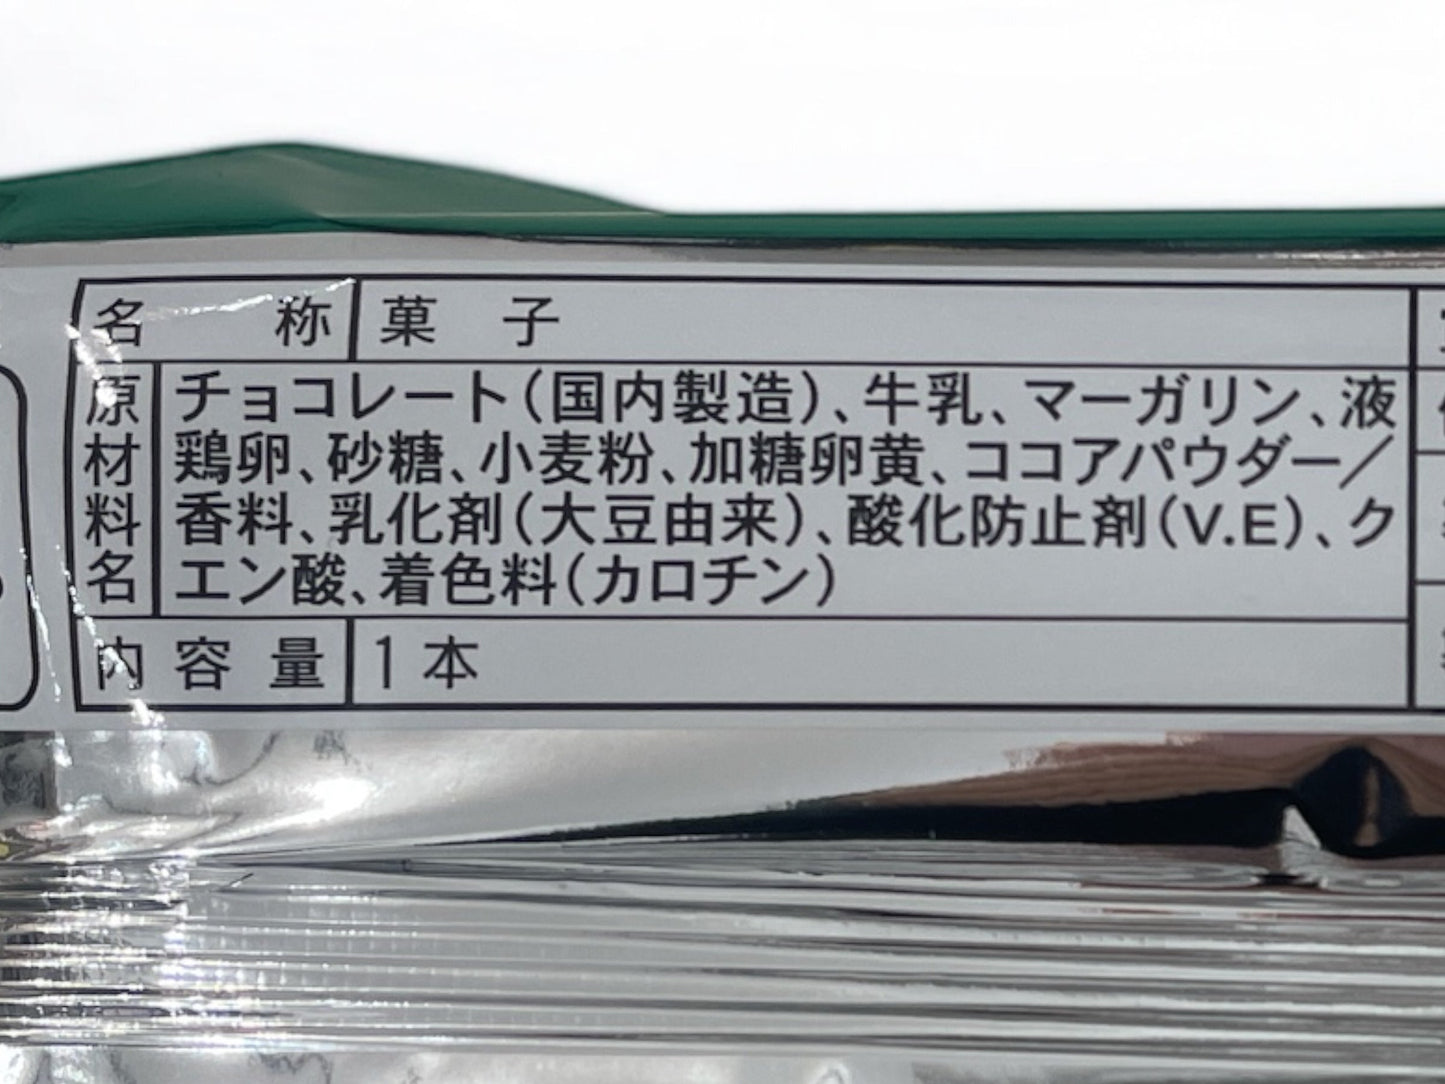 名称 菓子
原材料名 チョコレート(国内製造)、牛乳、マーガリン、液
鶏卵、砂糖、小麦粉、加糖卵黄、ココアパウダー/
香料、乳化剤(大豆由来)、酸化防止剤(V.E)、ク
エン酸、着色料(カロチン)
内容量 1本